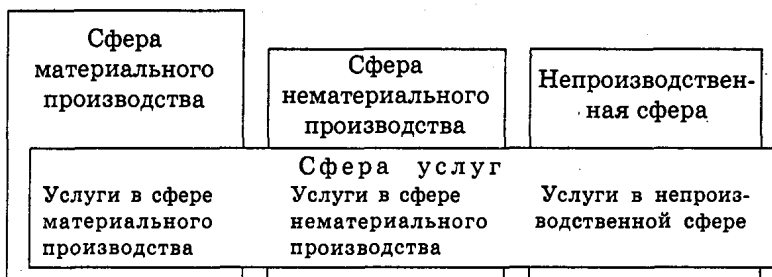 Сфера
материального
производства
Сфера
нематериального
производства
Непроизводствен-
ная сфера
Сфера услуг
Услуги в сфере
материального
производства
Услуги в сфере
нематериального
производства
Услуги в непроиз-
водственной сфере